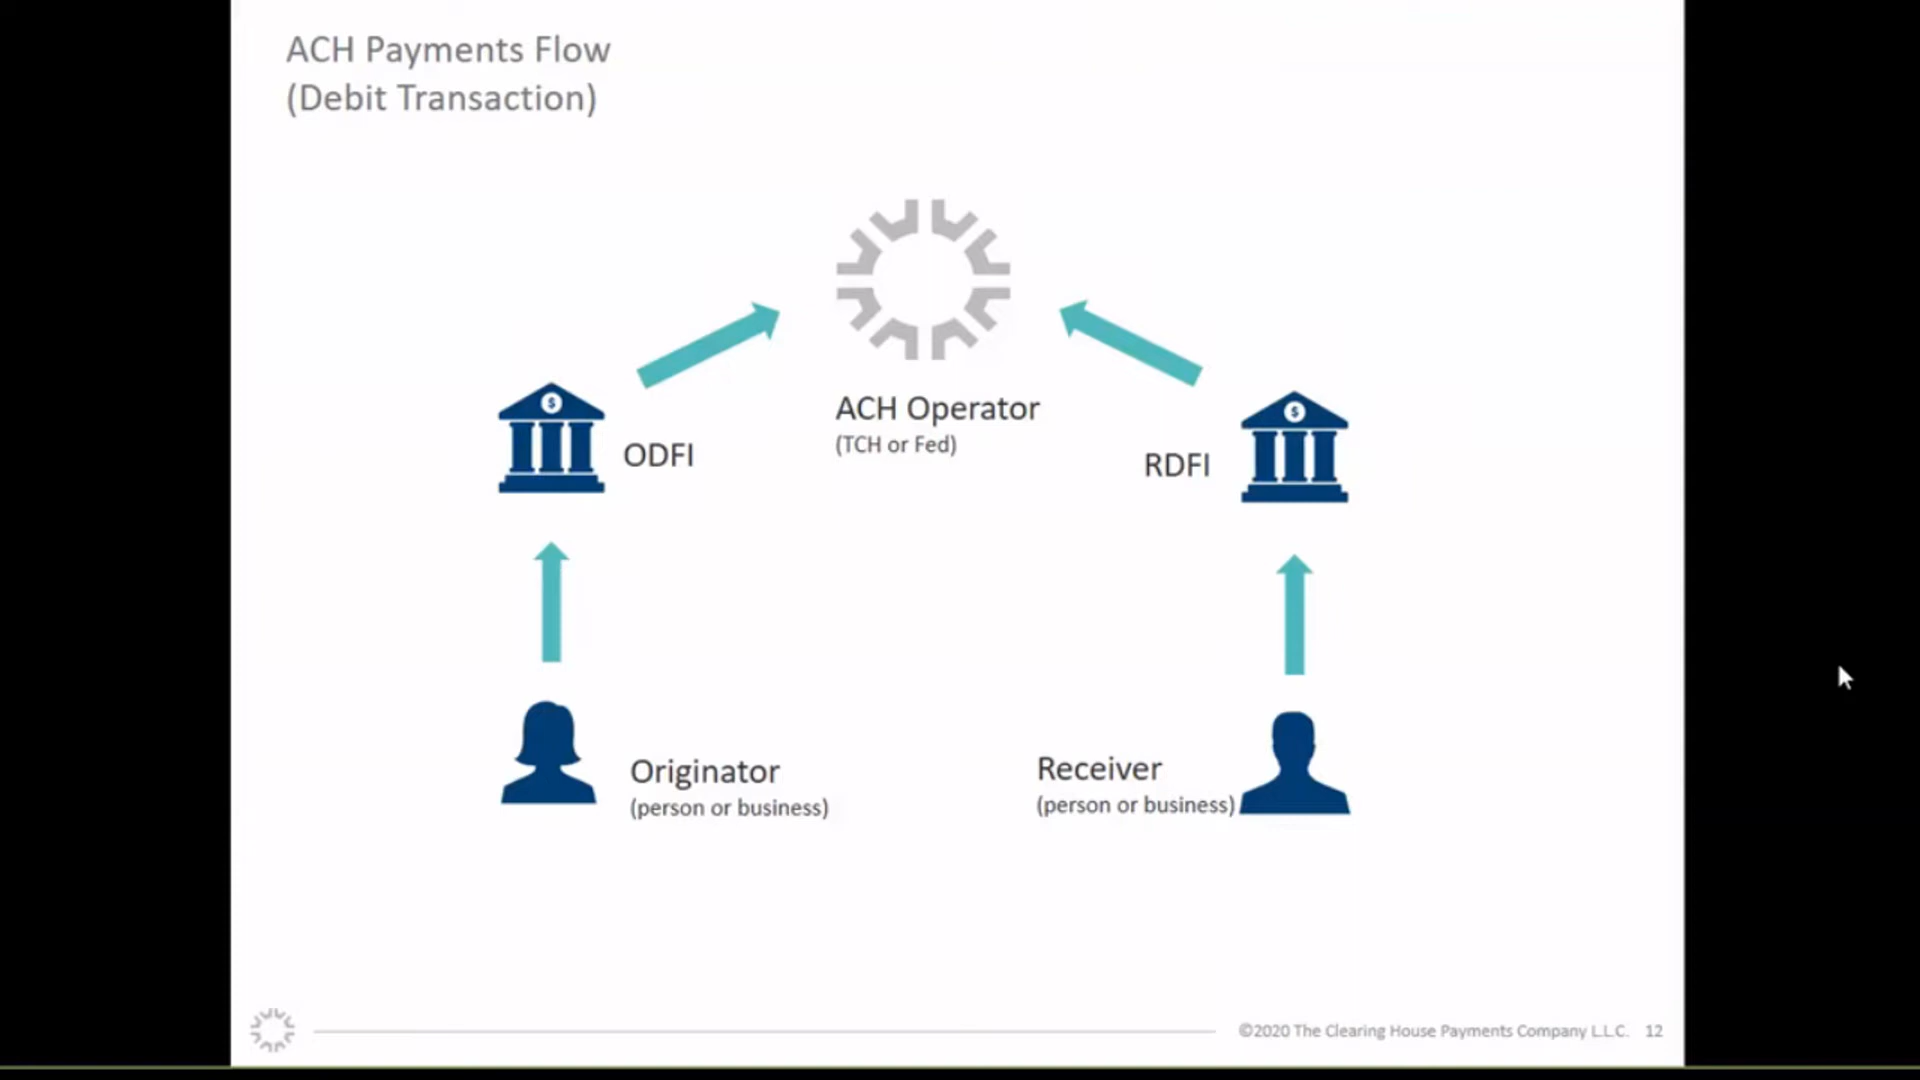 ACH Payments Flow
(Debit Transaction)
$
$
ACH Operator
(TCH or Fed)
ODFI
RDFI
Originator
(person or business)
Receiver
(person or business)
©2020 The Clearing House Payments Company L.L.C. 12